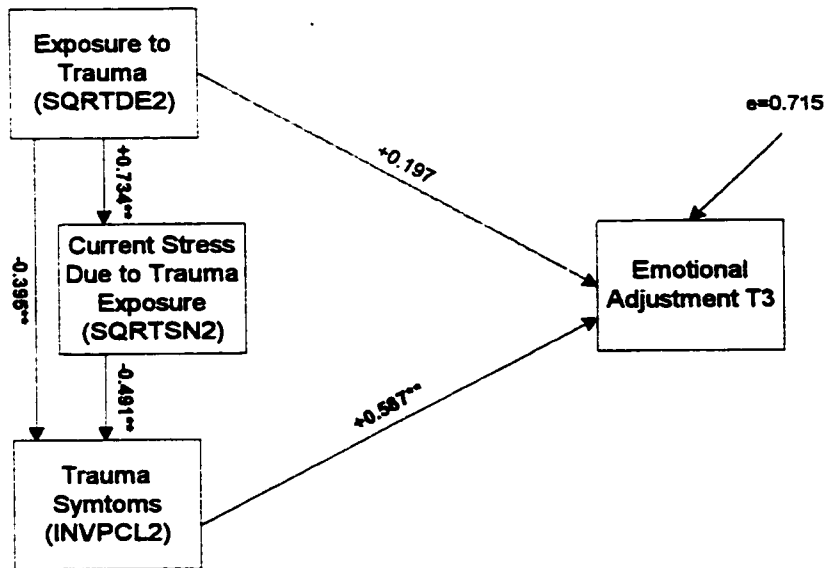 Exposure to
Trauma
(SQRTDE2)
e=0.715
+0.197
+0.734**
-0.395**
Current Stress
Due to Trauma
Exposure
(SQRTSN2)
Emotional
Adjustment T3
-0.491**
+0.587**
Trauma
Symtoms
(INVPCL2)